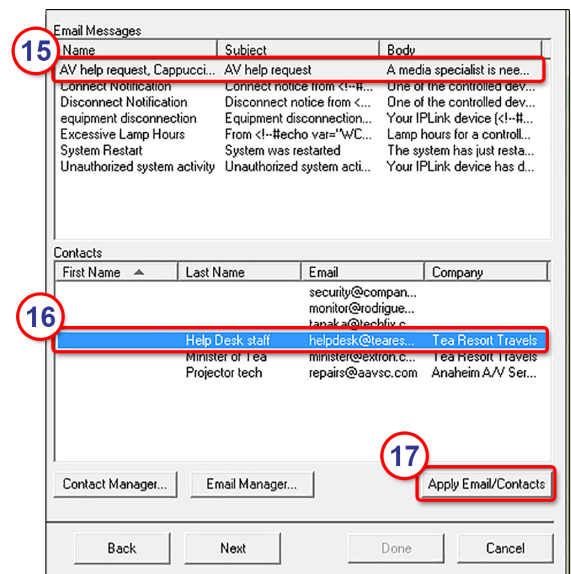 Email Messages
15
Name Subject Body
AV help request, Cappucci... AV help request A media specialist is nee...
Connect Notification Connect notice from <!--#... One of the controlled dev...
Disconnect Notification Disconnect notice from <... One of the controlled dev...
equipment disconnection Equipment disconnection... Your IPLink device (<!--#...
Excessive Lamp Hours From <!--#echo var="WC... Lamp hours for a controll...
System Restart System was restarted The system has just resta...
Unauthorized system activity Unauthorized system acti... Your IPLink device has d...
Contacts
First Name Last Name Email Company
security@compan...
monitor@rodrigue...
16
tanaka@techfix.c...
Help Desk staff helpdesk@teares... Tea Resort Travels
Minister of Tea minister@extron.c... Tea Resort Travels
Projector tech repairs@aavsc.com Anaheim A/V Ser...
17
Contact Manager... Email Manager... Apply Email/Contacts
Back Next Done Cancel